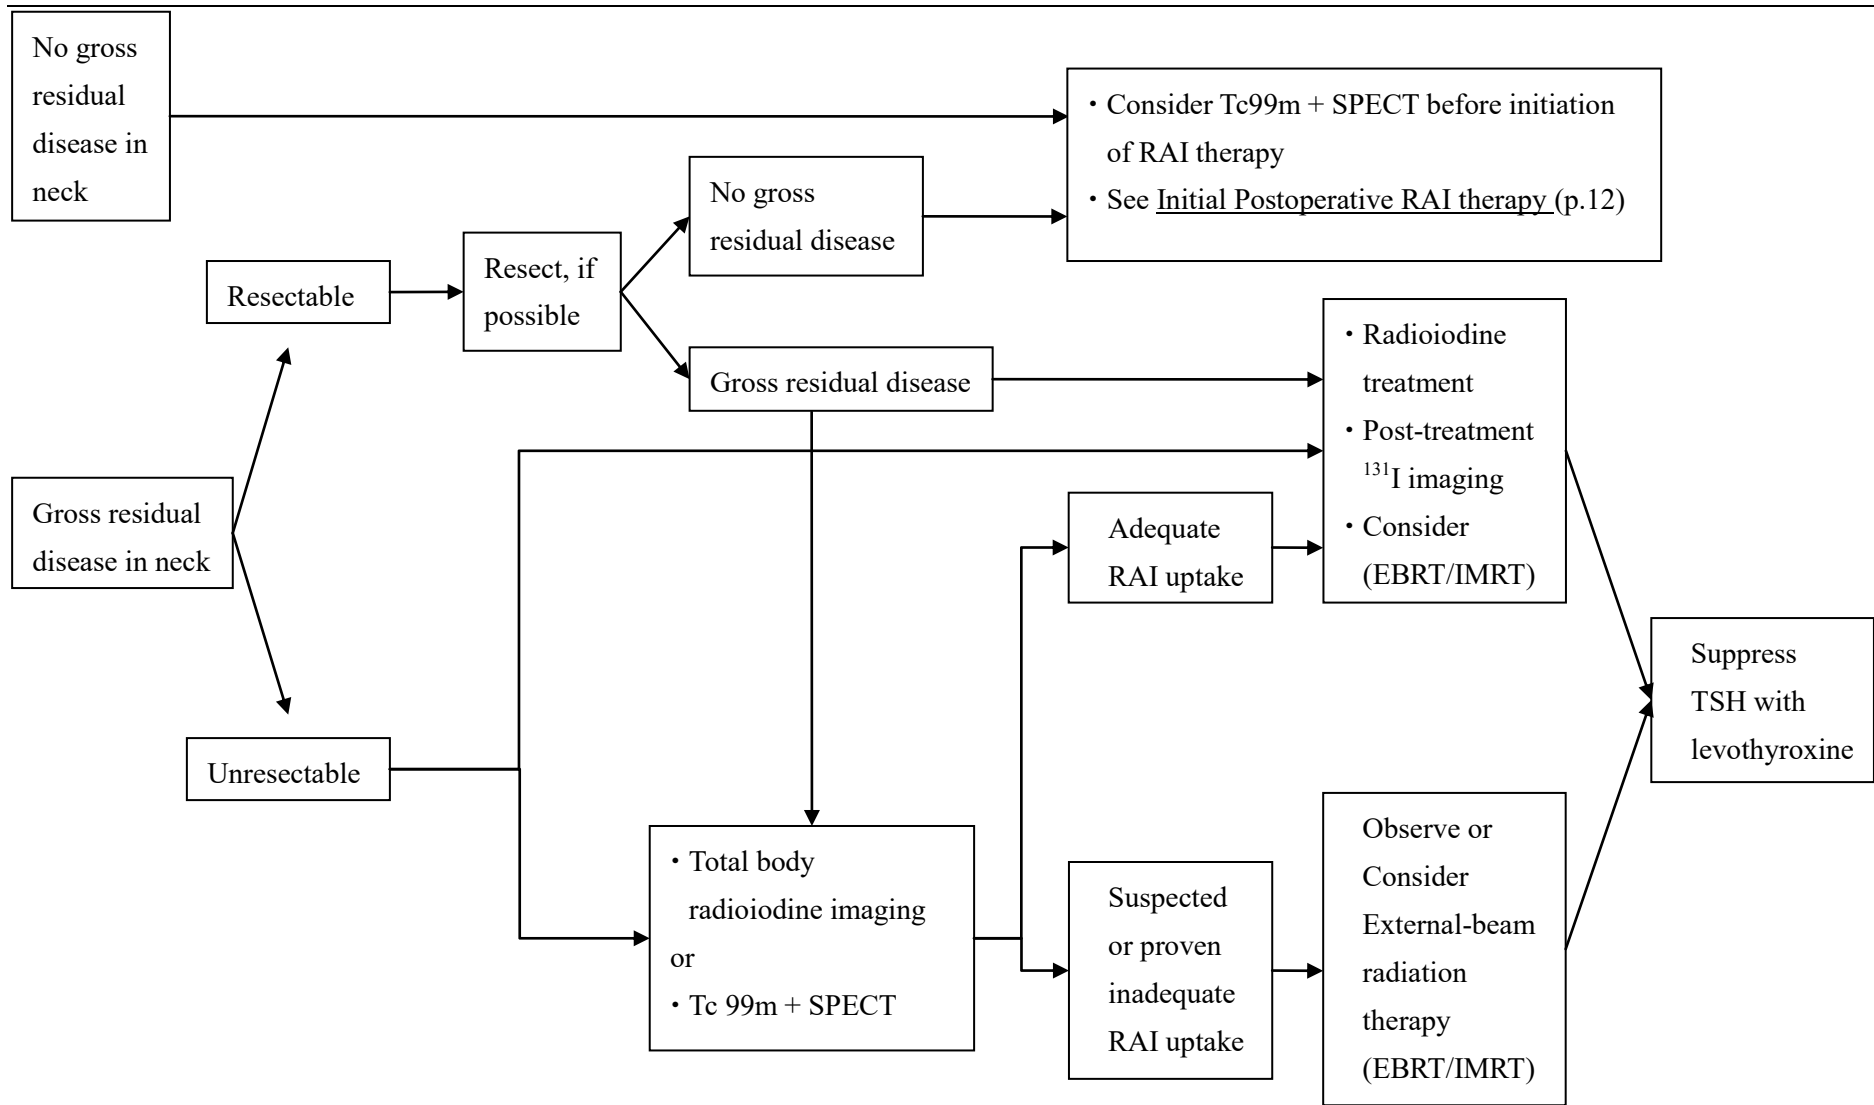 No gross
residual
disease in
neck
・Consider Tc99m + SPECT before initiation
of RAI therapy
・See Initial Postoperative RAI therapy (p.12)
No gross
residual disease
Resectable
Resect, if
possible
Gross residual disease
・Radioiodine
treatment
・Post-treatment
¹³¹I imaging
・Consider
(EBRT/IMRT)
Gross residual
disease in neck
Adequate
RAI uptake
Suppress
TSH with
levothyroxine
Unresectable
・Total body
radioiodine imaging
or
・Tc 99m + SPECT
Suspected
or proven
inadequate
RAI uptake
Observe or
Consider
External-beam
radiation
therapy
(EBRT/IMRT)